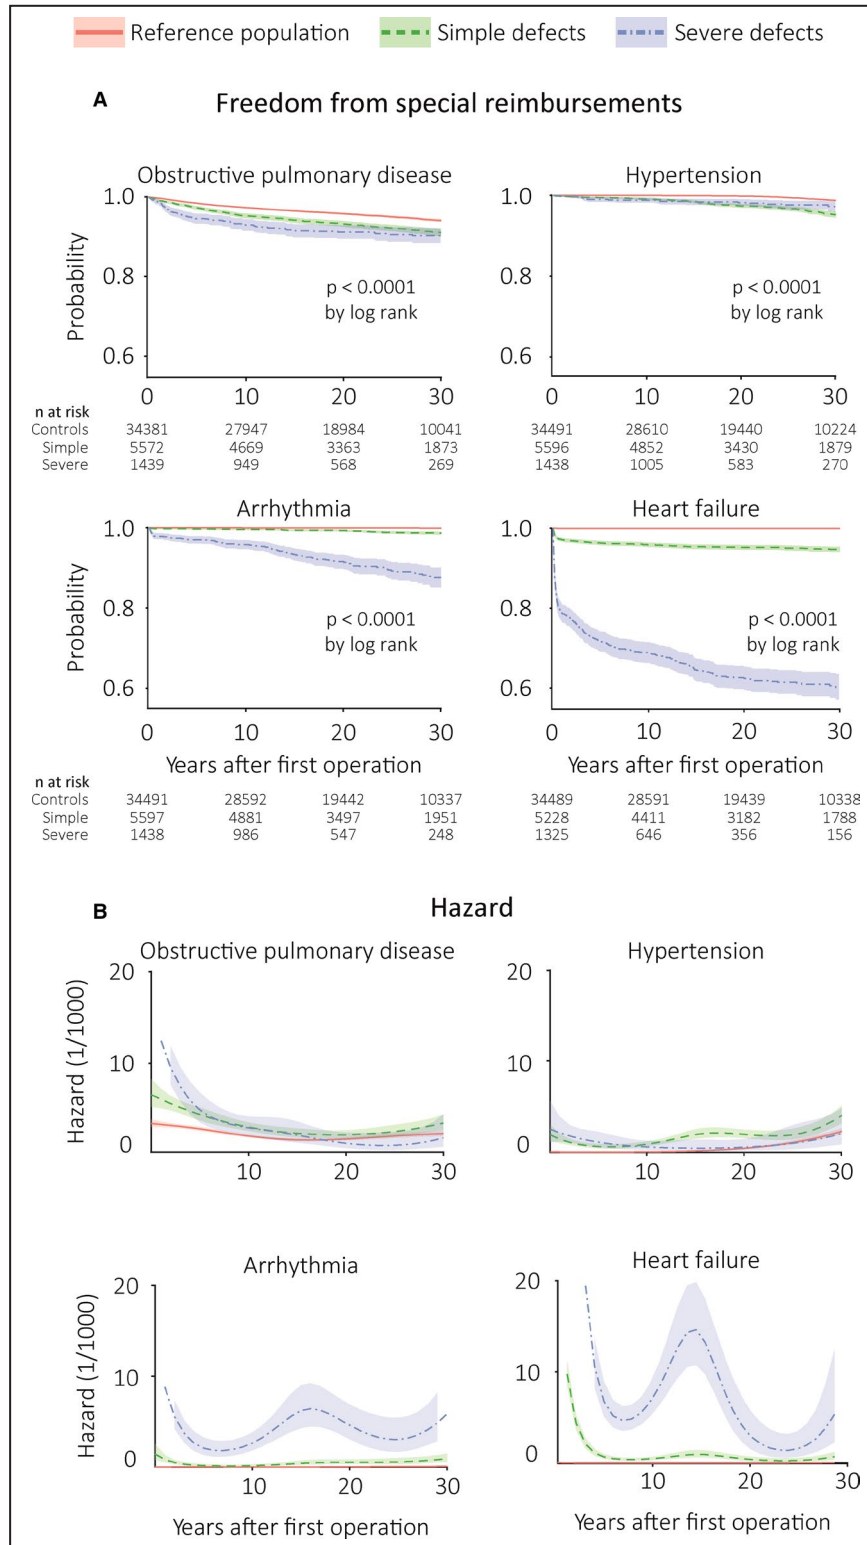 Reference population Simple defects Severe defects
A Freedom from special reimbursements
Obstructive pulmonary disease Hypertension
1.0
0.8
0.6
Probability
p < 0.0001
by log rank
p < 0.0001
by log rank
0 10 20 30 0 10 20 30
n at risk
Controls 34381 27947 18984 10041 34491 28610 19440 10224
Simple 5572 4669 3363 1873 5596 4852 3430 1879
Severe 1439 949 568 269 1438 1005 583 270
Arrhythmia Heart failure
1.0 1.0
0.8 0.8
0.6 0.6
Probability
p < 0.0001
by log rank
p < 0.0001
by log rank
0 10 20 30 0 10 20 30
Years after first operation Years after first operation
n at risk
Controls 34491 28592 19442 10337 34489 28591 19439 10338
Simple 5597 4881 3497 1951 5228 4411 3182 1788
Severe 1438 986 547 248 1325 646 356 156
B Hazard
Obstructive pulmonary disease Hypertension
20 20
10 10
0 0
Hazard (1/1000)
10 20 30 10 20 30
Arrhythmia Heart failure
20 20
10 10
0 0
Hazard (1/1000)
10 20 30 10 20 30
Years after first operation Years after first operation